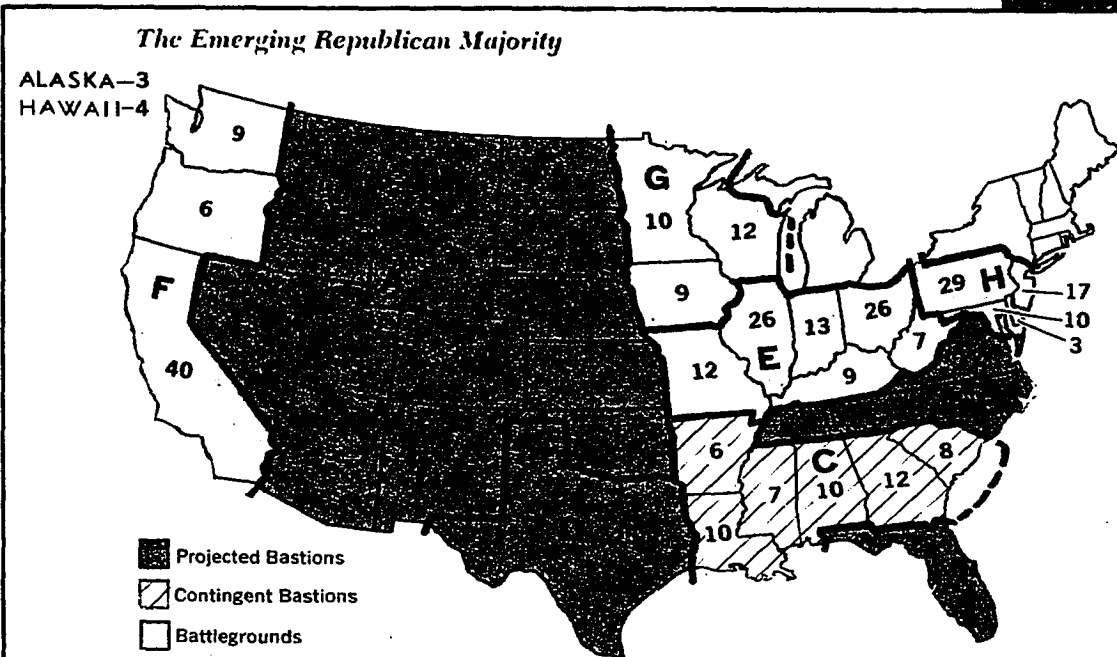 The Emerging Republican Majority
ALASKA—3
HAWAII—4
9
G
6
10
12
29 H
17
F
9
26
13
26
10
E
7
3
40
12
9
6
C
8
7
10
12
10
Projected Bastions
Contingent Bastions
Battlegrounds